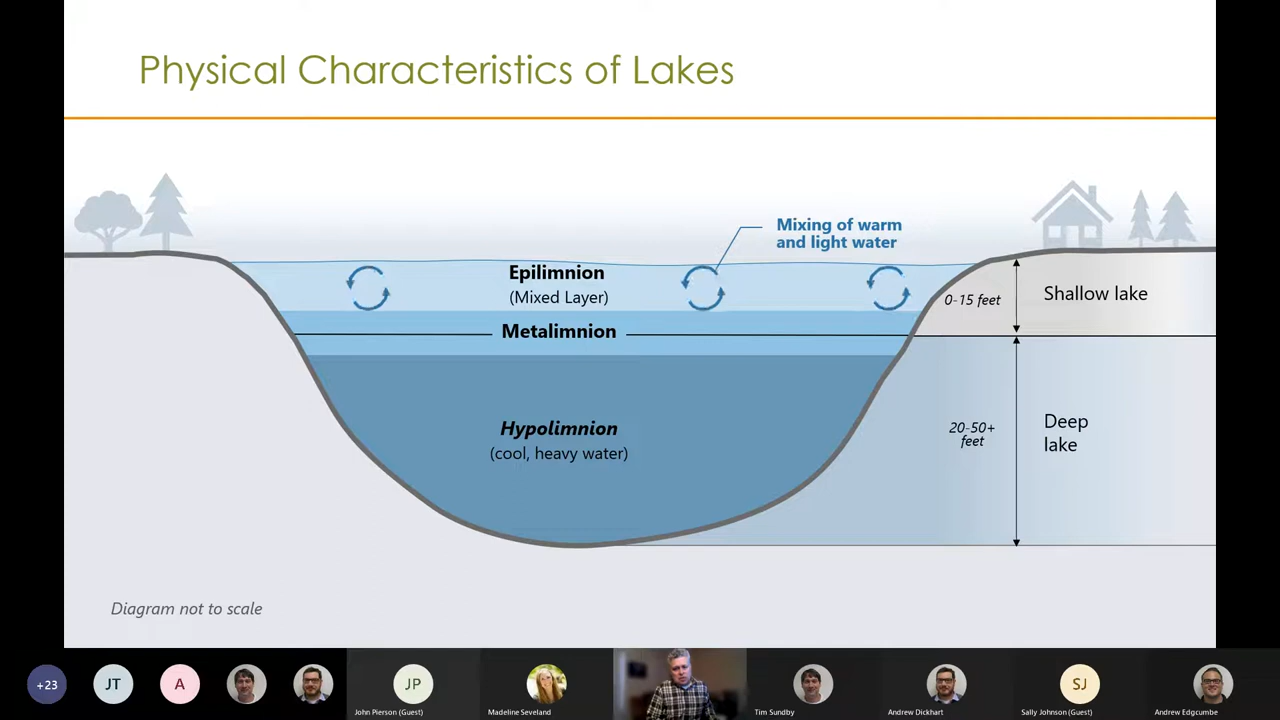 Physical Characteristics of Lakes
Mixing of warm
and light water
Epilimnion
(Mixed Layer)
0-15 feet
Shallow lake
Metalimnion
Hypolimnion
(cool, heavy water)
20-50+
feet
Deep
lake
Diagram not to scale
+23
JT
A
JP
SJ
John Pierson (Guest)
Madeline Seveland
Tim Sundby
Andrew Dickhart
Sally Johnson (Guest)
Andrew Edgcumbe